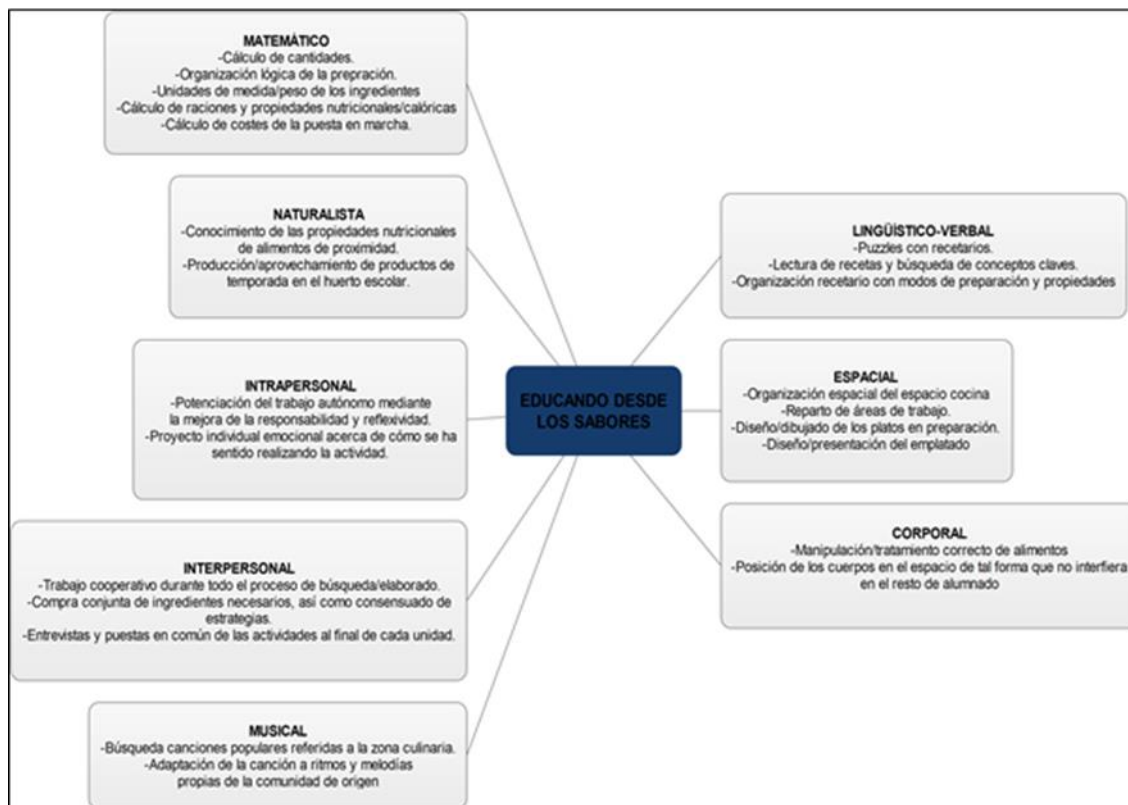 MATEMÁTICO
-Cálculo de cantidades.
-Organización lógica de la prepración.
-Unidades de medida/peso de los ingredientes
-Cálculo de raciones y propiedades nutricionales/calóricas
-Cálculo de costes de la puesta en marcha.
NATURALISTA
-Conocimiento de las propiedades nutricionales
de alimentos de proximidad.
-Producción/aprovechamiento de productos de
temporada en el huerto escolar.
INTRAPERSONAL
-Potenciación del trabajo autónomo mediante
la mejora de la responsabilidad y reflexividad.
-Proyecto individual emocional acerca de cómo se ha
sentido realizando la actividad.
INTERPERSONAL
-Trabajo cooperativo durante todo el proceso de búsqueda/elaborado.
-Compra conjunta de ingredientes necesarios, así como consensuado de
estrategias.
-Entrevistas y puestas en común de las actividades al final de cada unidad.
MUSICAL
-Búsqueda canciones populares referidas a la zona culinaria.
-Adaptación de la canción a ritmos y melodías
propias de la comunidad de origen
EDUCANDO DESDE
LOS SABORES
LINGÜÍSTICO-VERBAL
-Puzzles con recetarios.
-Lectura de recetas y búsqueda de conceptos claves.
-Organización recetario con modos de preparación y propiedades
ESPACIAL
-Organización espacial del espacio cocina
-Reparto de áreas de trabajo.
-Diseño/dibujado de los platos en preparación.
-Diseño/presentación del emplatado
CORPORAL
-Manipulación/tratamiento correcto de alimentos
-Posición de los cuerpos en el espacio de tal forma que no interfiera
en el resto de alumnado